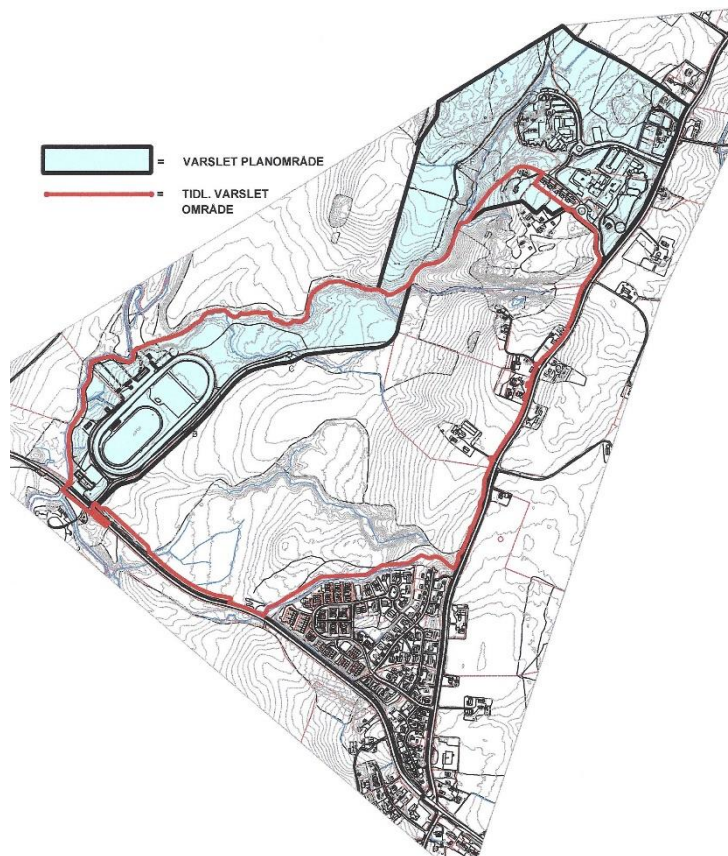 = VARSLET PLANOMRÅDE
= TIDL. VARSLET
OMRÅDE